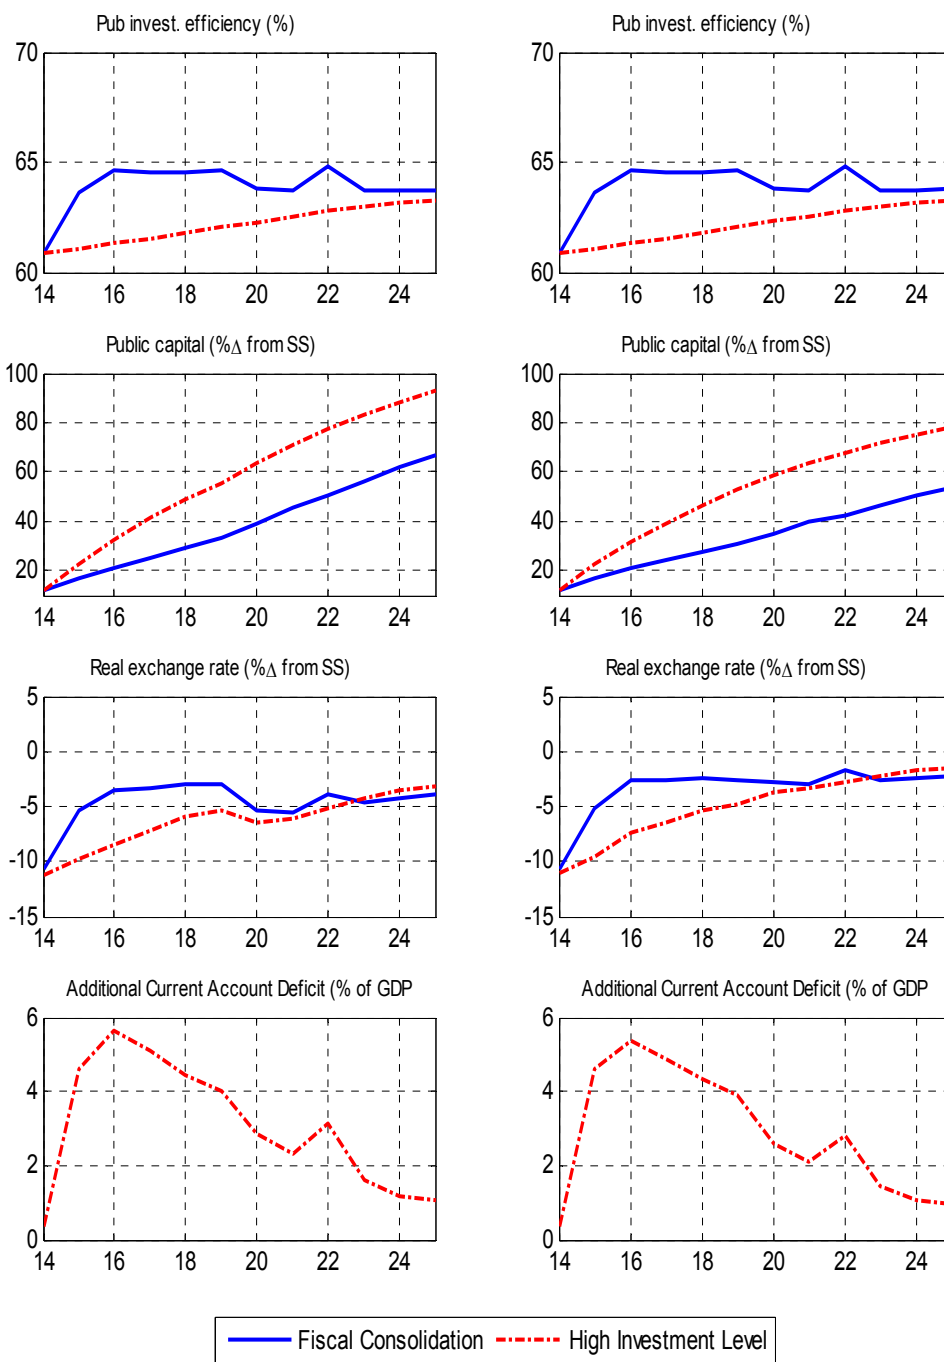 Pub invest. efficiency (%)
Pub invest. efficiency (%)
70
65
60
14 16 18 20 22 24
70
65
60
14 16 18 20 22 24
Public capital (%Δ from SS)
Public capital (%Δ from SS)
100
80
60
40
20
14 16 18 20 22 24
100
80
60
40
20
14 16 18 20 22 24
Real exchange rate (%Δ from SS)
Real exchange rate (%Δ from SS)
5
0
-5
-10
-15
14 16 18 20 22 24
5
0
-5
-10
-15
14 16 18 20 22 24
Additional Current Account Deficit (% of GDP
Additional Current Account Deficit (% of GDP
6
4
2
0
14 16 18 20 22 24
6
4
2
0
14 16 18 20 22 24
Fiscal Consolidation High Investment Level